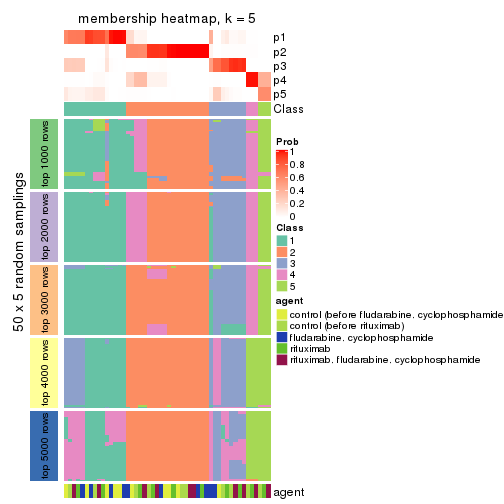 membership heatmap, k = 5
p1
p2
p3
p4
p5
Class
50 x 5 random samplings
top 1000 rows
top 2000 rows
top 3000 rows
top 4000 rows
top 5000 rows
Prob
1
0.8
0.6
0.4
0.2
0
Class
1
2
3
4
5
agent
control (before fludarabine. cyclophosphamide
control (before rituximab)
fludarabine. cyclophosphamide
rituximab
rituximab. fludarabine. cyclophosphamide
agent